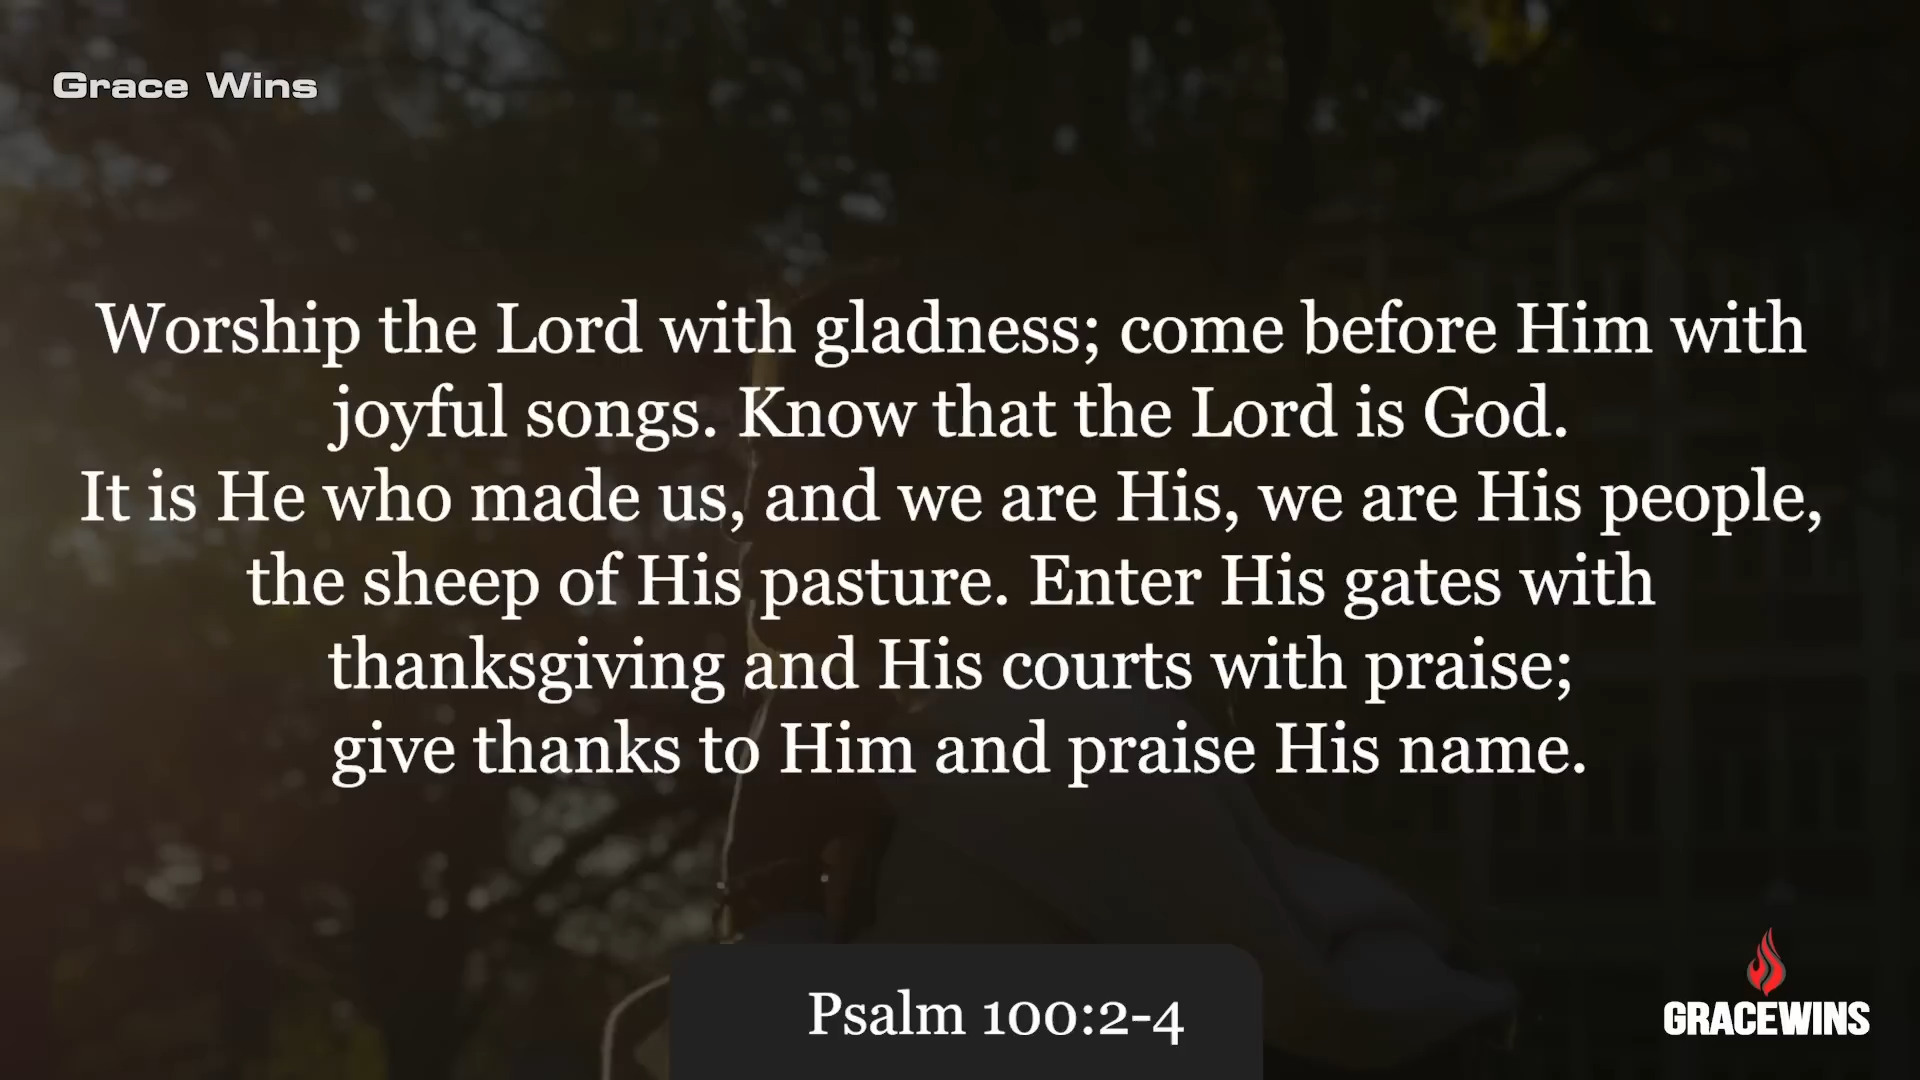 Grace Wins
Worship the Lord with gladness; come before Him with
joyful songs. Know that the Lord is God.
It is He who made us, and we are His, we are His people,
the sheep of His pasture. Enter His gates with
thanksgiving and His courts with praise;
give thanks to Him and praise His name.
Psalm 100:2-4
GRACEWINS